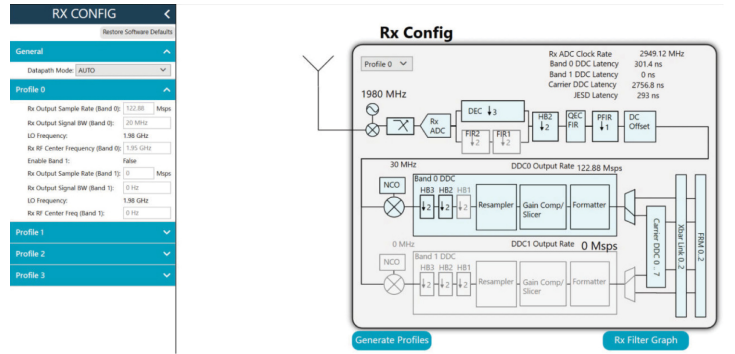 RX CONFIG
Restore Software Defaults
General
Datapath Mode: AUTO
Profile 0
Rx Output Sample Rate (Band 0): 122.88 Msps
Rx Output Signal BW (Band 0): 20 MHz
LO Frequency: 1.98 GHz
Rx RF Center Frequency (Band 0): 1.95 GHz
Enable Band 1: False
Rx Output Sample Rate (Band 1): 0 Msps
Rx Output Signal BW (Band 1): 0 Hz
LO Frequency: 1.98 GHz
Rx RF Center Freq (Band 1): 0 Hz
Profile 1
Profile 2
Profile 3
Rx Config
Profile 0
Rx ADC Clock Rate 2949.12 MHz
Band 0 DDC Latency 301.4 ns
Band 1 DDC Latency 0 ns
Carrier DDC Latency 2756.8 ns
JESD Latency 293 ns
1980 MHz
Rx
ADC
DEC ↓3
FIR2
↓2
FIR1
↓2
HB2
↓2
QEC
FIR
PFIR
↓1
DC
Offset
30 MHz
DDC0 Output Rate 122.88 Msps
NCO
Band 0 DDC
HB3 HB2 HB1
↓2 ↓2 ↓2
Resampler
Gain Comp/
Slicer
Formatter
0 MHz
DDC1 Output Rate 0 Msps
NCO
Band 1 DDC
HB3 HB2 HB1
↓2 ↓2 ↓2
Resampler
Gain Comp/
Slicer
Formatter
Carrier DDC 0 .. 7
Xbar Link 0.2
FRM 0.2
Generate Profiles
Rx Filter Graph